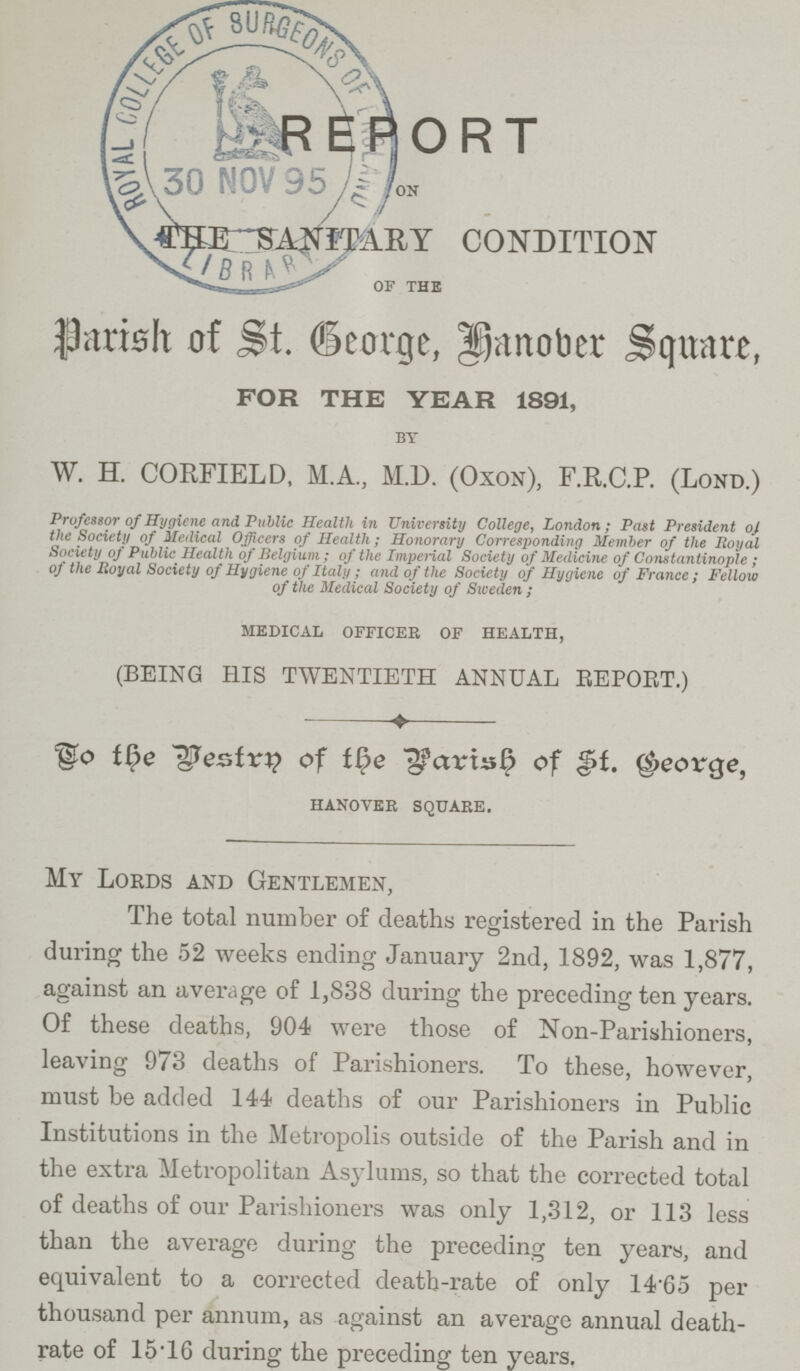 ROYAL COLLEGE OF SURGEONS OF ENGLAND
LIBRARY
30 NOV 95
REPORT
ON
THE SANITARY CONDITION
OF THE
Parish of St. George, Hanover Square,
FOR THE YEAR 1891,
BY
W. H. CORFIELD, M.A., M.D. (OXON), F.R.C.P. (LOND.)
Professor of Hygiene and Public Health in University College, London; Past President of
the Society of Medical Officers of Health; Honorary Corresponding Member of the Royal
Society of Public Health of Belgium; of the Imperial Society of Medicine of Constantinople;
of the Royal Society of Hygiene of Italy; and of the Society of Hygiene of France; Fellow
of the Medical Society of Sweden;
MEDICAL OFFICER OF HEALTH,
(BEING HIS TWENTIETH ANNUAL REPORT.)
To the Vestry of the Parish of St. George,
HANOVER SQUARE.
MY LORDS AND GENTLEMEN,
The total number of deaths registered in the Parish
during the 52 weeks ending January 2nd, 1892, was 1,877,
against an average of 1,838 during the preceding ten years.
Of these deaths, 904 were those of Non-Parishioners,
leaving 973 deaths of Parishioners. To these, however,
must be added 144 deaths of our Parishioners in Public
Institutions in the Metropolis outside of the Parish and in
the extra Metropolitan Asylums, so that the corrected total
of deaths of our Parishioners was only 1,312, or 113 less
than the average during the preceding ten years, and
equivalent to a corrected death-rate of only 14·65 per
thousand per annum, as against an average annual death-
rate of 15·16 during the preceding ten years.